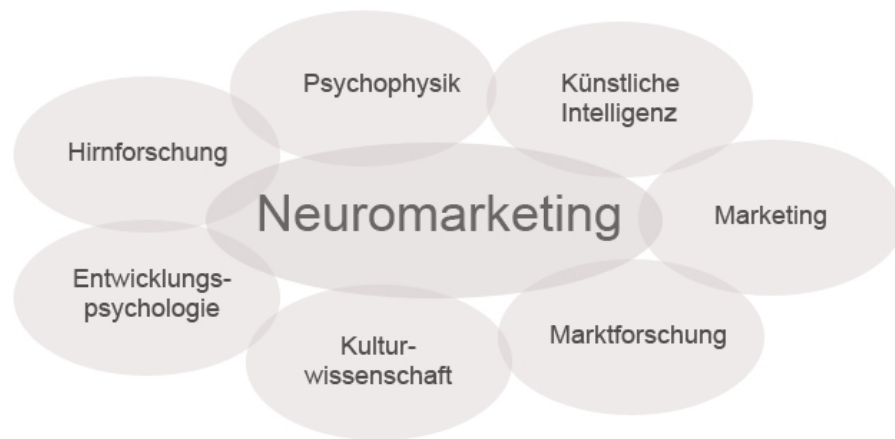 Psychophysik
Künstliche
Intelligenz
Hirnforschung
Neuromarketing
Marketing
Entwicklungs-
psychologie
Kultur-
wissenschaft
Marktforschung